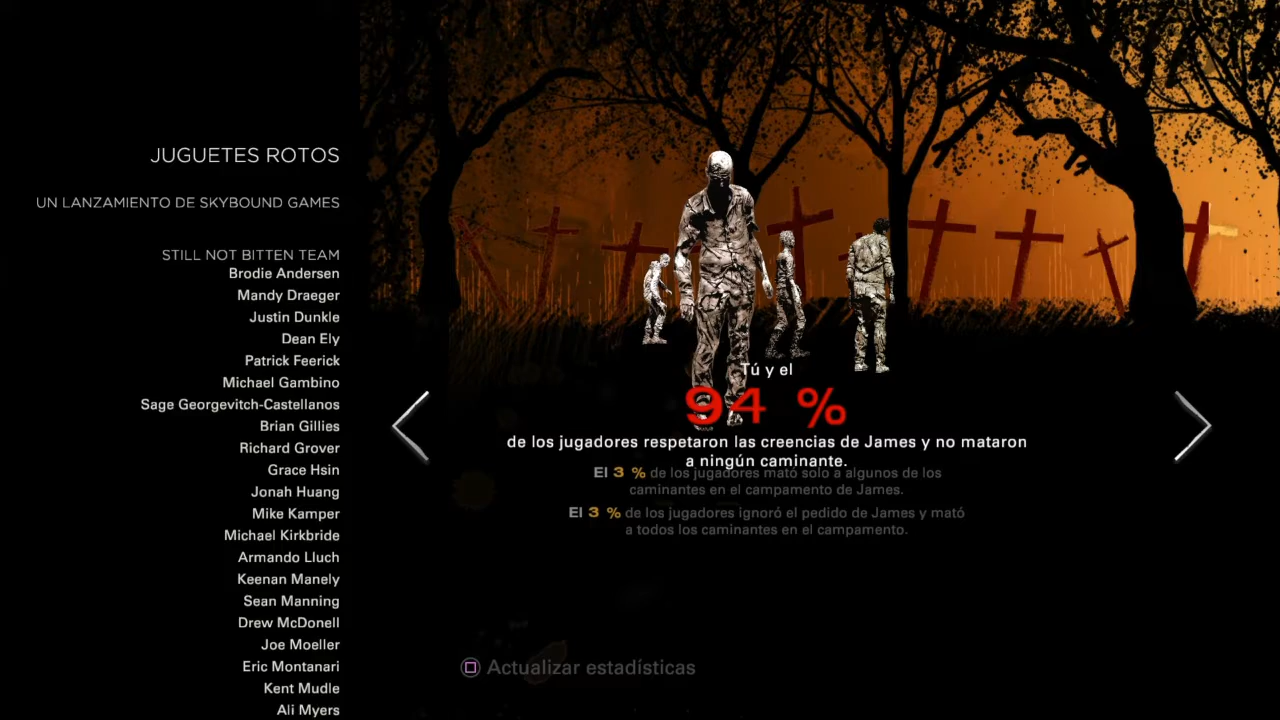 JUGUETES ROTOS
UN LANZAMIENTO DE SKYBOUND GAMES
STILL NOT BITTEN TEAM
Brodie Andersen
Mandy Draeger
Justin Dunkle
Dean Ely
Patrick Feerick
Michael Gambino
Sage Georgevitch-Castellanos
Brian Gillies
Richard Grover
Grace Hsin
Jonah Huang
Mike Kamper
Michael Kirkbride
Armando Lluch
Keenan Manely
Sean Manning
Drew McDonell
Joe Moeller
Eric Montanari
Kent Mudle
Ali Myers
Tú y el
94 %
de los jugadores respetaron las creencias de James y no mataron
a ningún caminante.
El 3 % de los jugadores mató solo a algunos de los
caminantes en el campamento de James.
El 3 % de los jugadores ignoró el pedido de James y mató
a todos los caminantes en el campamento.
Actualizar estadísticas